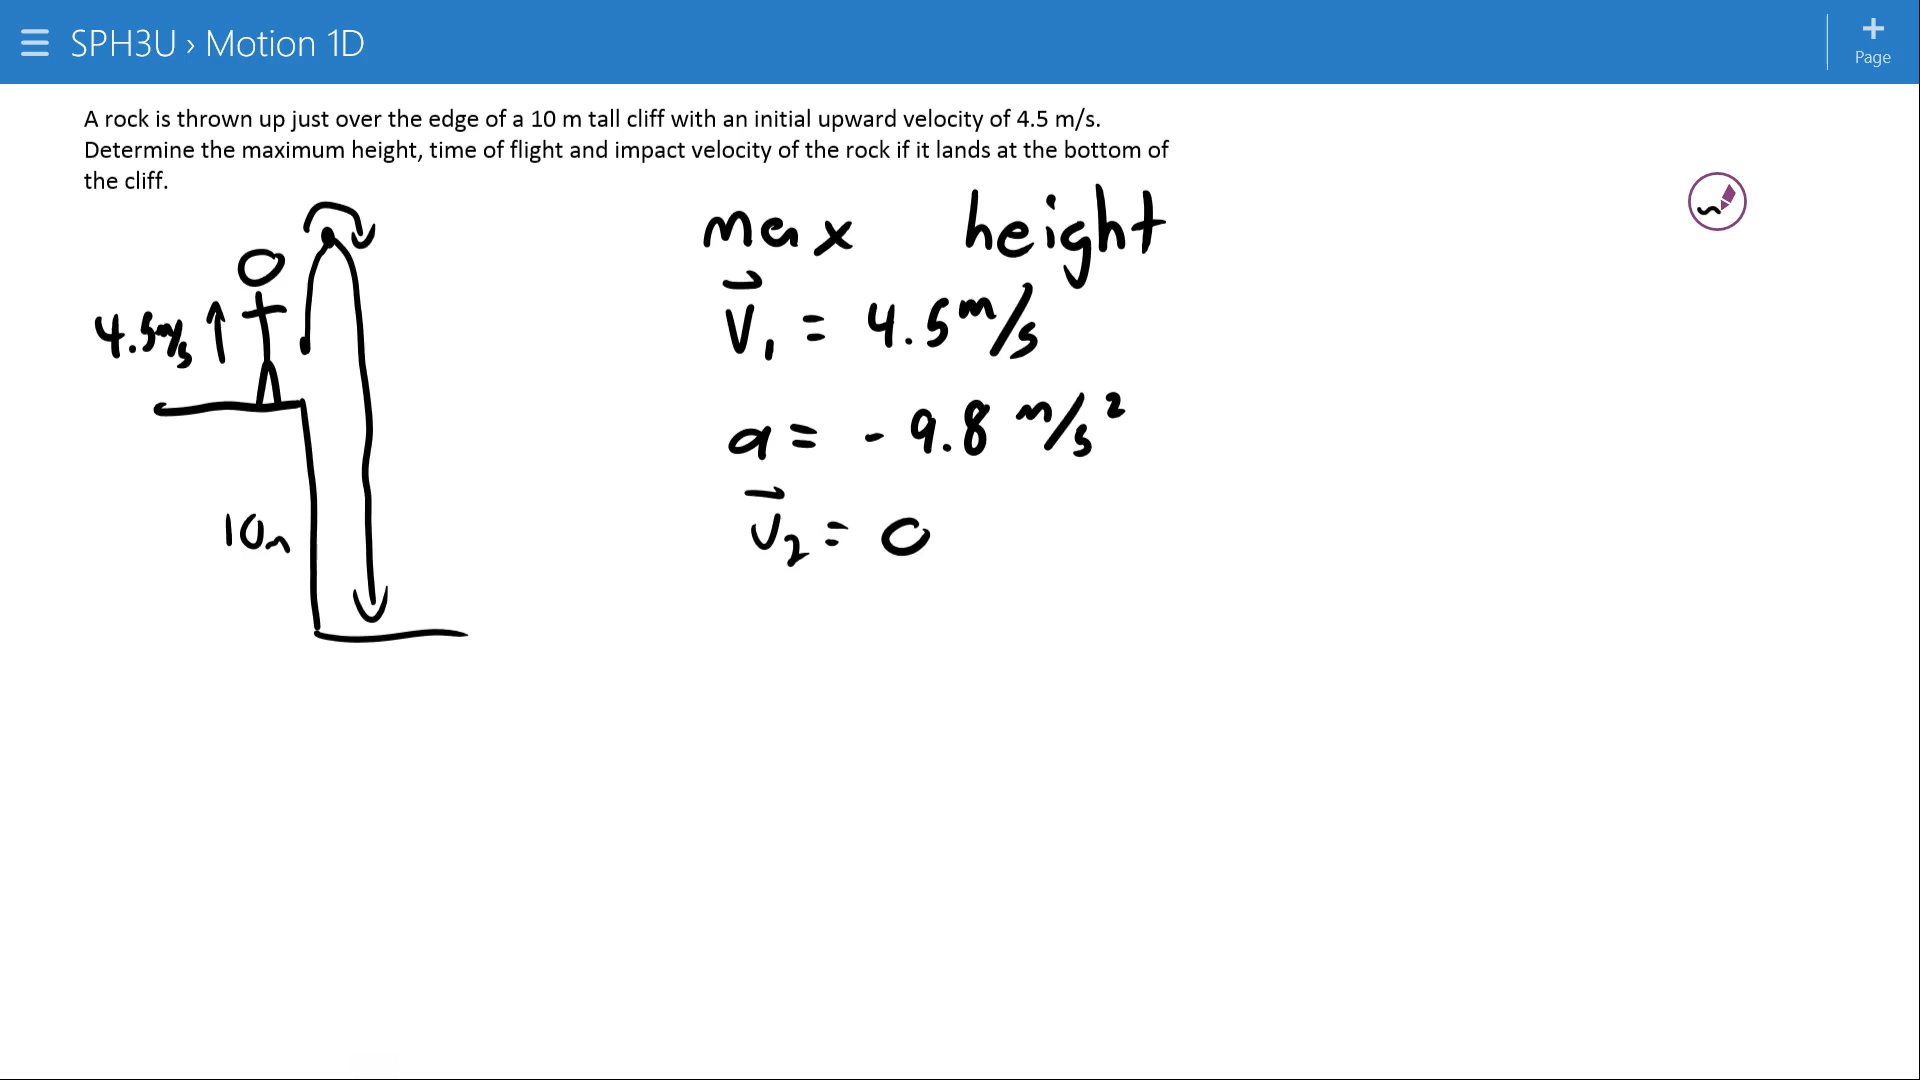 SPH3U › Motion 1D
+
Page
A rock is thrown up just over the edge of a 10 m tall cliff with an initial upward velocity of 4.5 m/s.
Determine the maximum height, time of flight and impact velocity of the rock if it lands at the bottom of
the cliff.
max height
4.5m/s
V⃗₁ = 4.5 m/s
a = - 9.8 m/s²
V⃗₂ = 0
10m